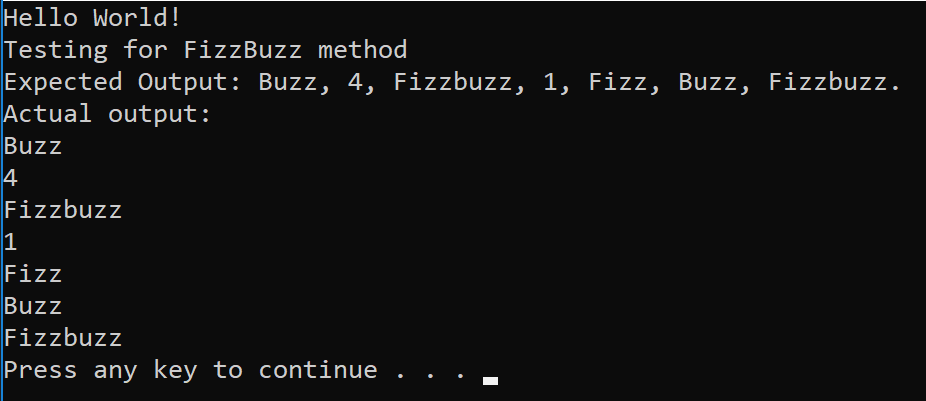 Hello World!
Testing for FizzBuzz method
Expected Output: Buzz, 4, Fizzbuzz, 1, Fizz, Buzz, Fizzbuzz.
Actual output:
Buzz
4
Fizzbuzz
1
Fizz
Buzz
Fizzbuzz
Press any key to continue . . .